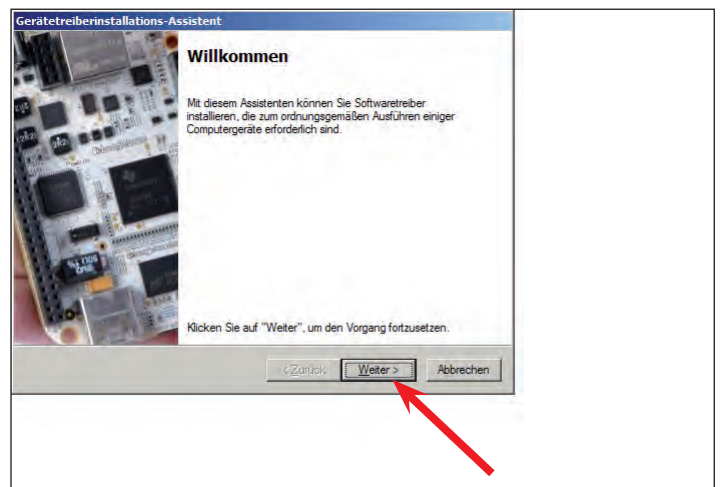 Gerätetreiberinstallations-Assistent
Willkommen
Mit diesem Assistenten können Sie Softwaretreiber
installieren, die zum ordnungsgemäßen Ausführen einiger
Computergeräte erforderlich sind.
Klicken Sie auf "Weiter", um den Vorgang fortzusetzen.
< Zurück
Weiter >
Abbrechen